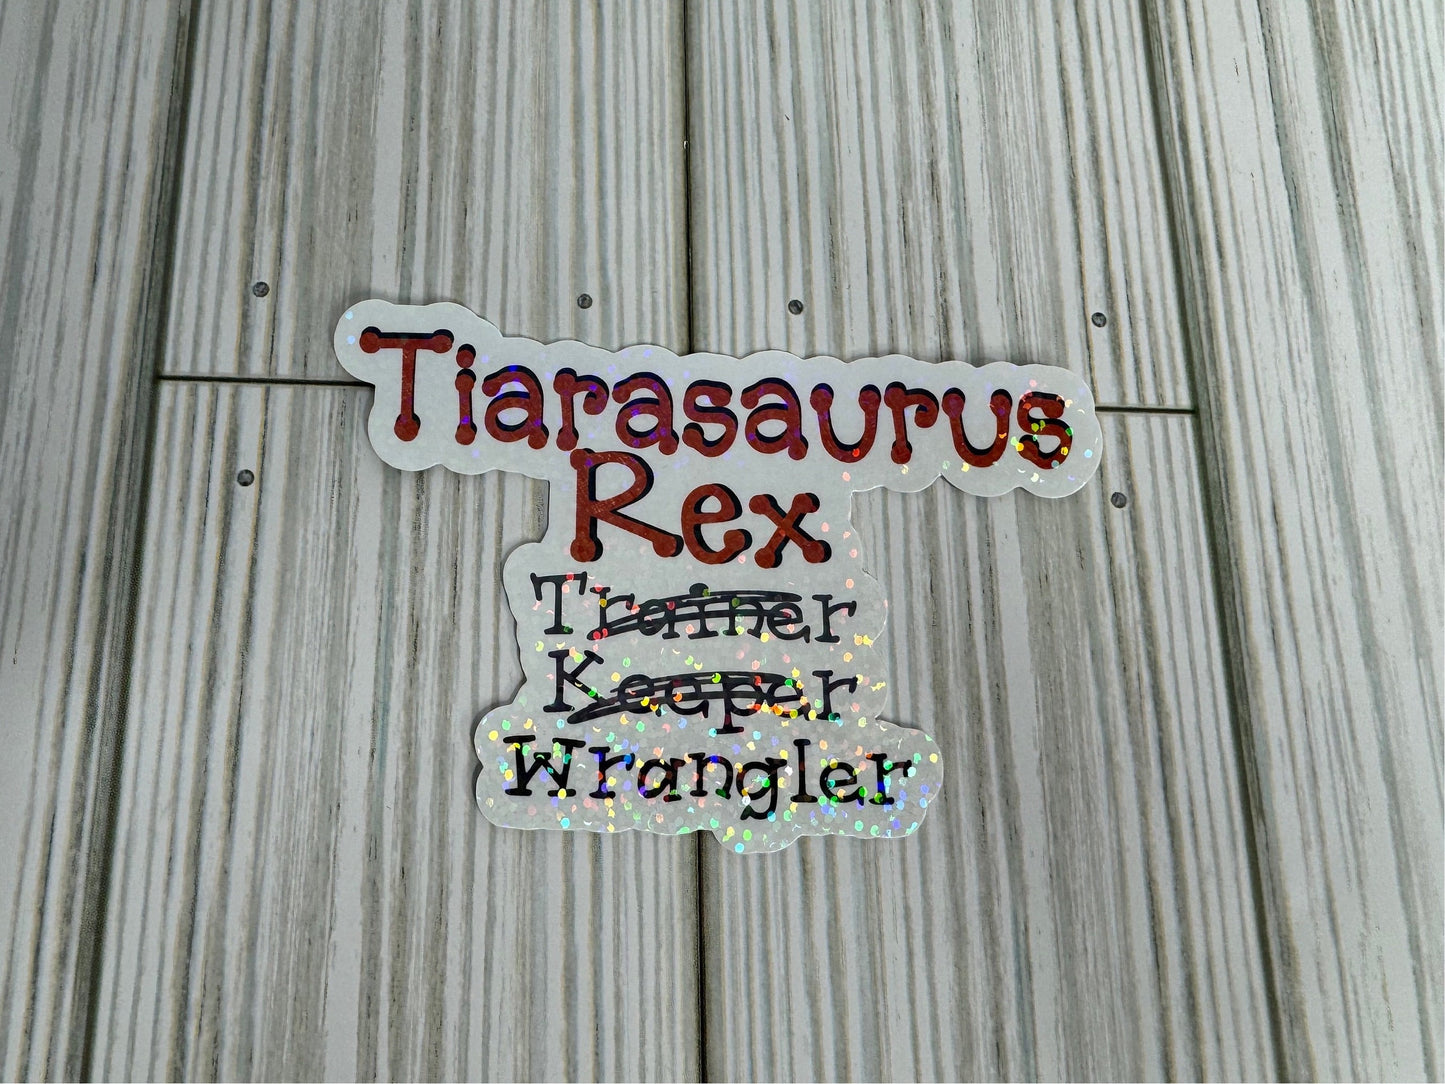 Tiarasaurus
Rex
Trainer
Keeper
Wrangler